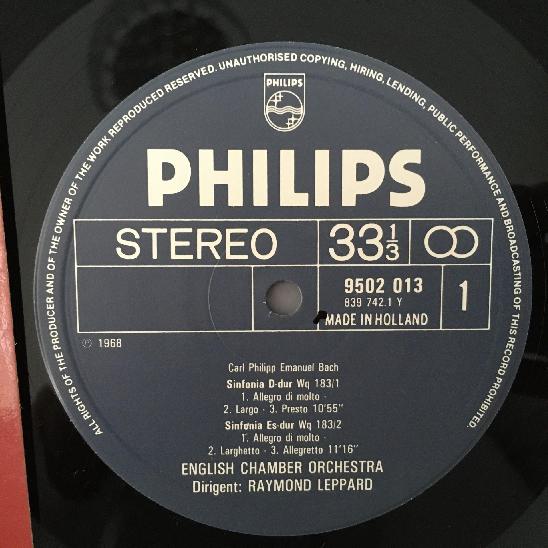 ALL RIGHTS OF THE PRODUCER AND OF THE OWNER OF THE WORK REPRODUCED RESERVED. UNAUTHORISED COPYING, HIRING, LENDING, PUBLIC PERFORMANCE AND BROADCASTING OF THIS RECORD PROHIBITED
PHILIPS
PHILIPS
STEREO 33⅓
9502 013 1
839 742.1 Y
MADE IN HOLLAND
℗ 1968
Carl Philipp Emanuel Bach
Sinfonia D-dur Wq 183/1
1. Allegro di molto ·
2. Largo · 3. Presto 10'55"
Sinfonia Es-dur Wq 183/2
1. Allegro di molto ·
2. Larghetto · 3. Allegretto 11'16"
ENGLISH CHAMBER ORCHESTRA
Dirigent: RAYMOND LEPPARD